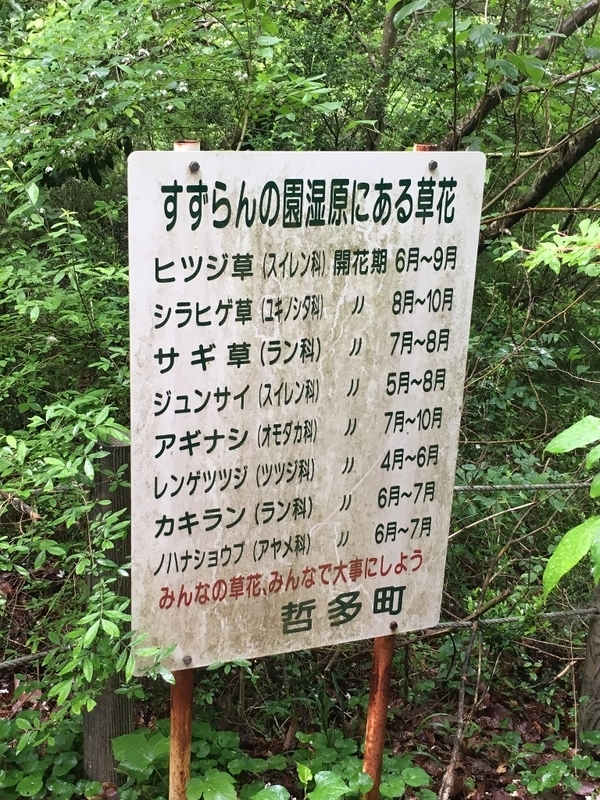 すずらんの園湿原にある草花
ヒツジ草(スイレン科)開花期 6月〜9月
シラヒゲ草(ユキノシタ科) 〃 8月〜10月
サギ草(ラン科) 〃 7月〜8月
ジュンサイ(スイレン科) 〃 5月〜8月
アギナシ(オモダカ科) 〃 7月〜10月
レンゲツツジ(ツツジ科) 〃 4月〜6月
カキラン(ラン科) 〃 6月〜7月
ノハナショウブ(アヤメ科) 〃 6月〜7月
みんなの草花、みんなで大事にしよう
哲多町